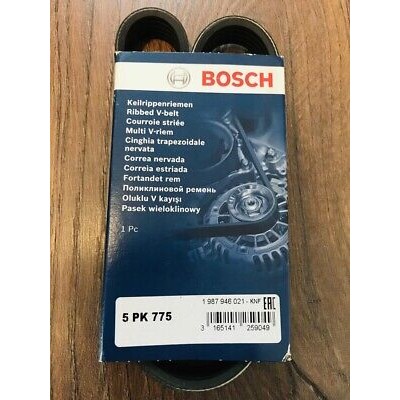 BOSCH
Keilrippenriemen
Ribbed V-belt
Courroie striée
Multi V-riem
Cinghia trapezoidale
nervata
Correa nervada
Correia estriada
Fortandet rem
Поликлиновой ремень
Oluklu V kayışı
Pasek wieloklinowy
1 Pc
5 PK 775
1 987 946 021 - KNF
EAC
3 165141 259049